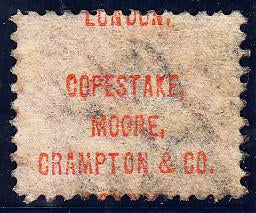 LONDON.
COPESTAKE,
MOORE,
CRAMPTON & CO.